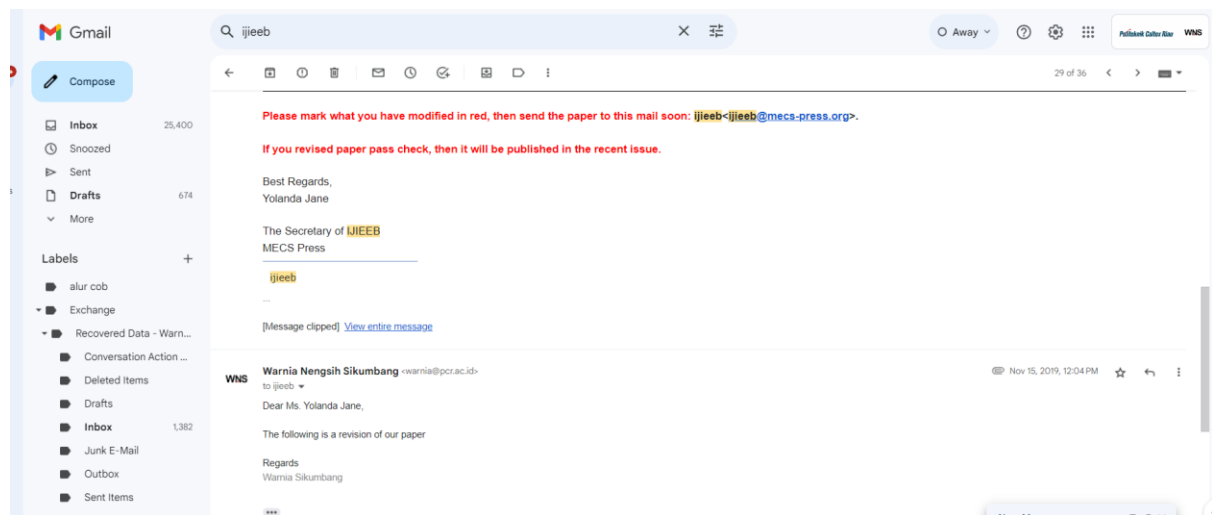 Gmail
ijieeb
Away
Politeknik Caltex Riau WNS
Compose
29 of 36
Inbox 25,400
Snoozed
Sent
Drafts 674
More
Labels
alur cob
Exchange
Recovered Data - Warn...
Conversation Action ...
Deleted Items
Drafts
Inbox 1,382
Junk E-Mail
Outbox
Sent Items
Please mark what you have modified in red, then send the paper to this mail soon: ijieeb<ijieeb@mecs-press.org>.
If you revised paper pass check, then it will be published in the recent issue.
Best Regards,
Yolanda Jane
The Secretary of IJIEEB
MECS Press
ijieeb
...
[Message clipped] View entire message
WNS
Warnia Nengsih Sikumbang <warnia@pcr.ac.id>
Nov 15, 2019, 12:04 PM
to ijieeb
Dear Ms. Yolanda Jane,
The following is a revision of our paper
Regards
Warnia Sikumbang